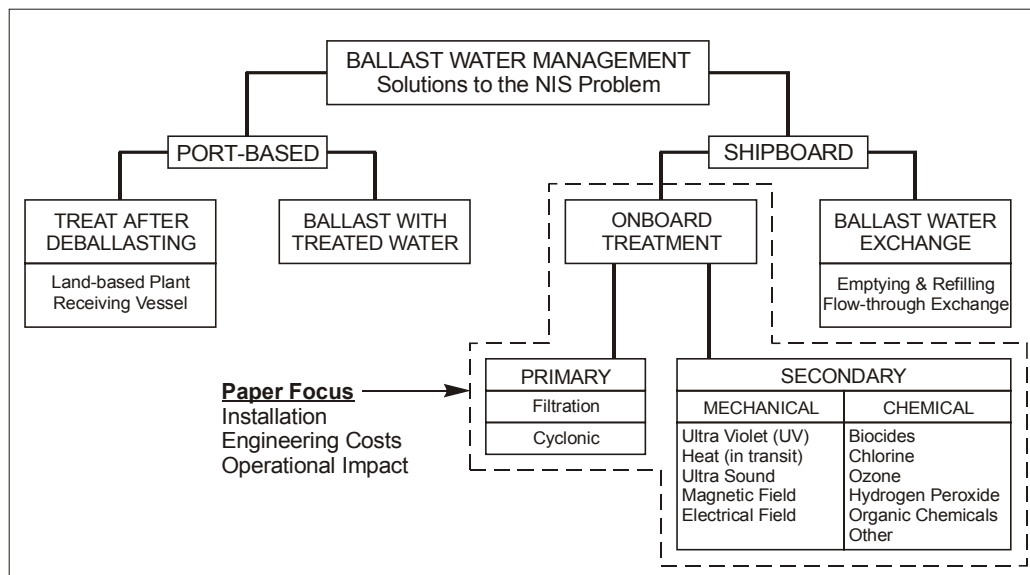 BALLAST WATER MANAGEMENT
Solutions to the NIS Problem
PORT-BASED
SHIPBOARD
TREAT AFTER
DEBALLASTING
Land-based Plant
Receiving Vessel
BALLAST WITH
TREATED WATER
ONBOARD
TREATMENT
BALLAST WATER
EXCHANGE
Emptying & Refilling
Flow-through Exchange
Paper Focus
Installation
Engineering Costs
Operational Impact
PRIMARY
Filtration
Cyclonic
SECONDARY
MECHANICAL
Ultra Violet (UV)
Heat (in transit)
Ultra Sound
Magnetic Field
Electrical Field
CHEMICAL
Biocides
Chlorine
Ozone
Hydrogen Peroxide
Organic Chemicals
Other